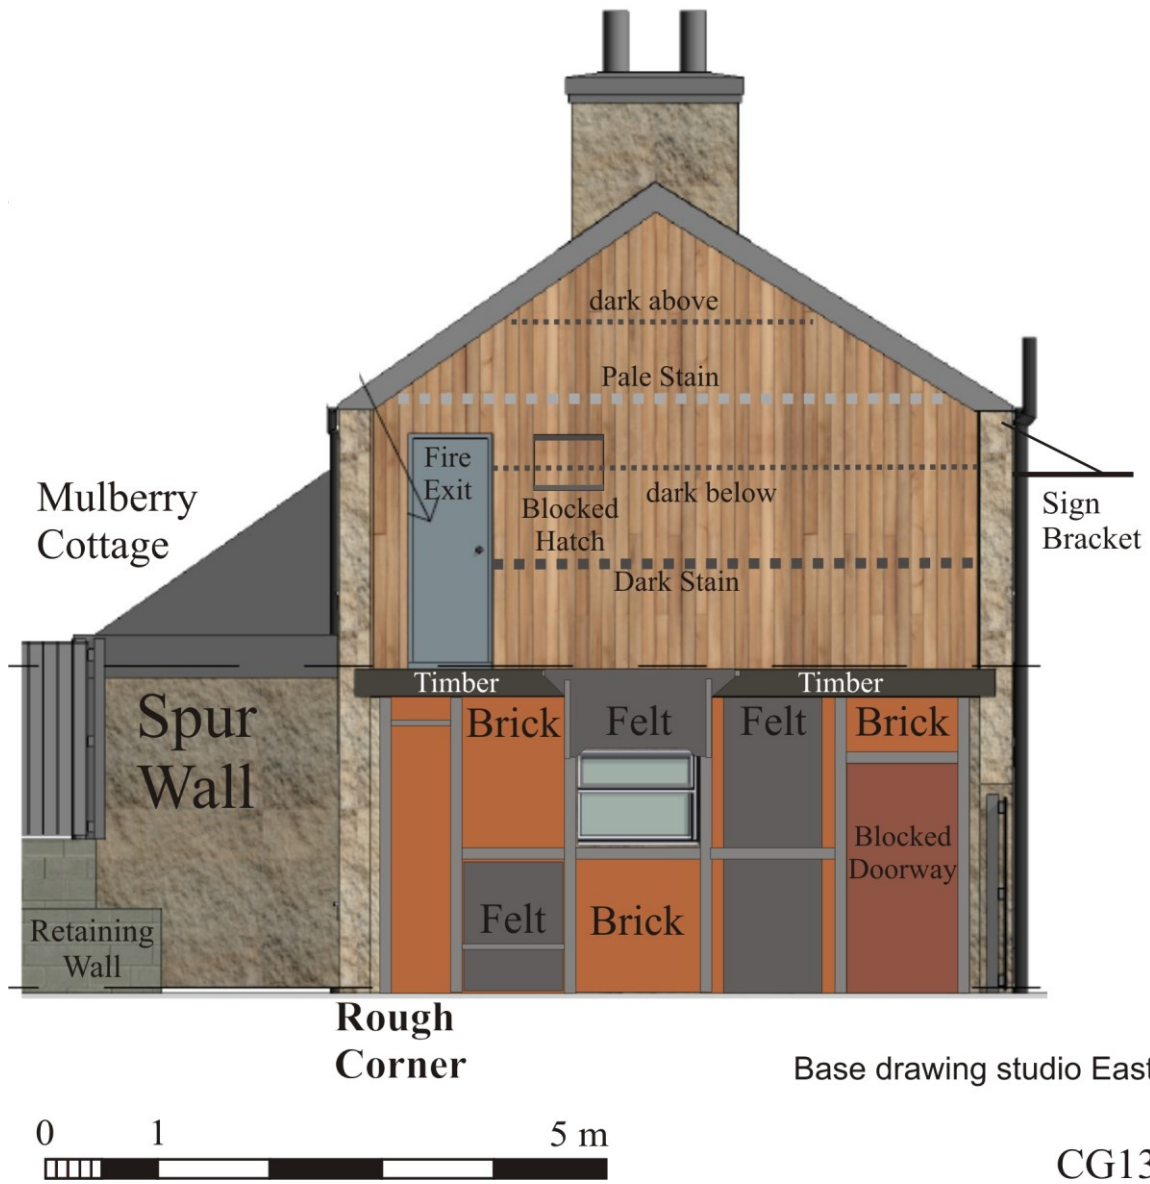 dark above
Pale Stain
Fire
Exit
dark below
Blocked
Hatch
Dark Stain
Mulberry
Cottage
Sign
Bracket
Timber
Timber
Spur
Wall
Brick
Felt
Felt
Brick
Blocked
Doorway
Felt
Brick
Retaining
Wall
Rough
Corner
Base drawing studio East
0 1 5 m
CG13